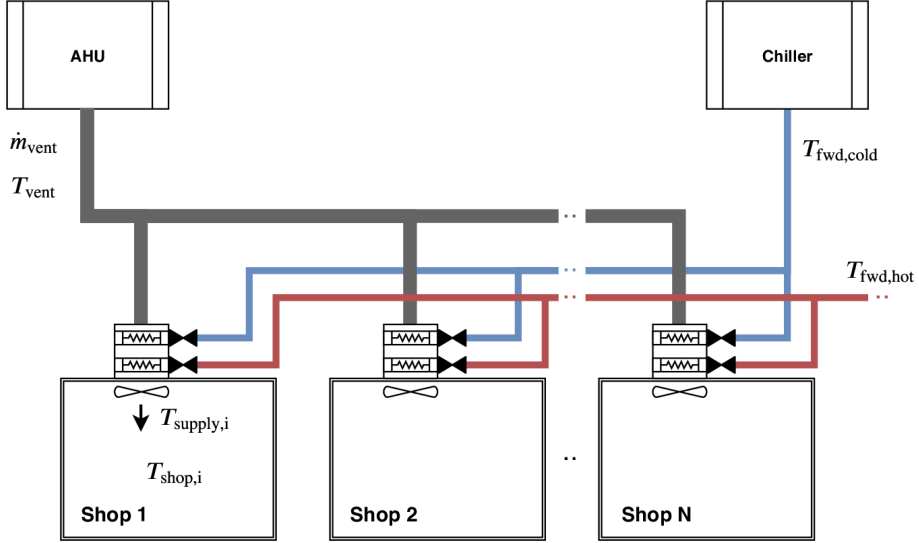 AHU
Chiller
ṁvent
Tvent
Tfwd,cold
Tfwd,hot
Tsupply,i
Tshop,i
Shop 1
Shop 2
Shop N